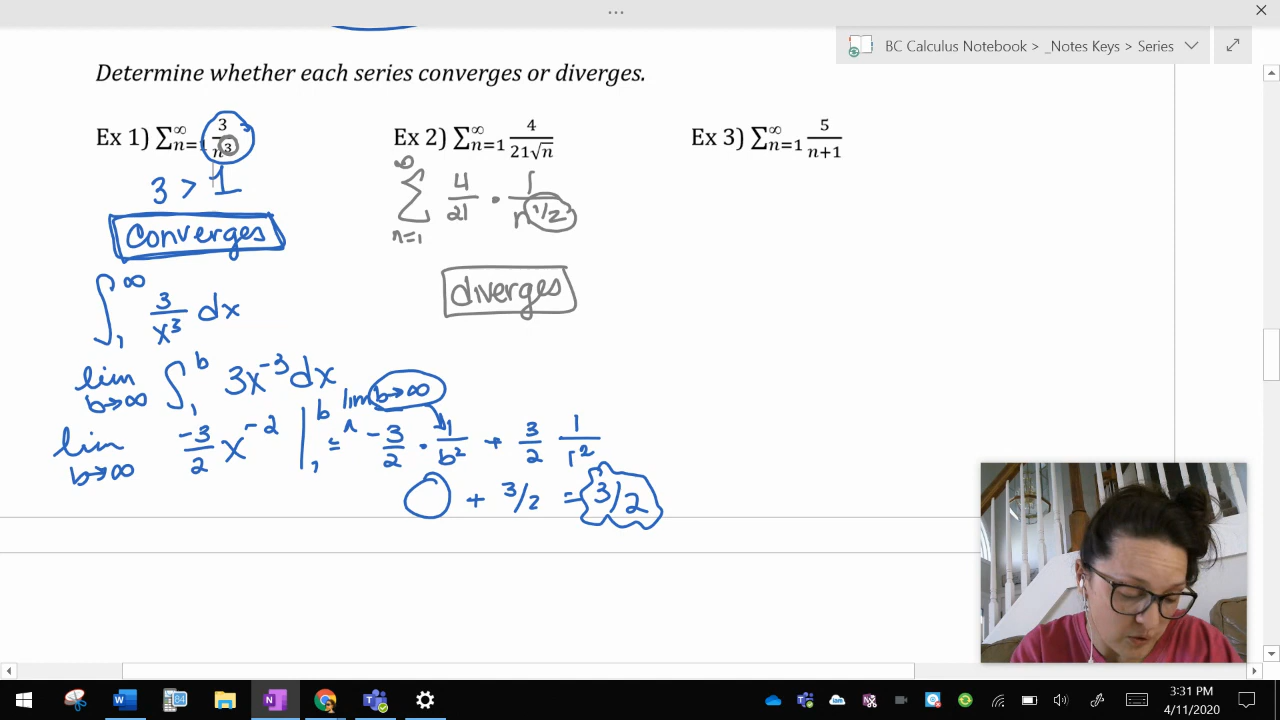 ...
BC Calculus Notebook > _Notes Keys > Series
Determine whether each series converges or diverges.
Ex 1) ∑_{n=1}^{∞} 3/n³
Ex 2) ∑_{n=1}^{∞} 4/(21√n)
Ex 3) ∑_{n=1}^{∞} 5/(n+1)
3 > 1
converges
∫_1^∞ 3/x³ dx
lim b→∞ ∫_1^b 3x^{-3} dx
lim b→∞ -3/2 x^{-2} |_1^b = lim b→∞ -3/2 · 1/b² + 3/2 1/1²
0 + 3/2 = 3/2
∑_{n=1}^{∞} 4/21 · 1/n^{1/2}
diverges
3:31 PM
4/11/2020